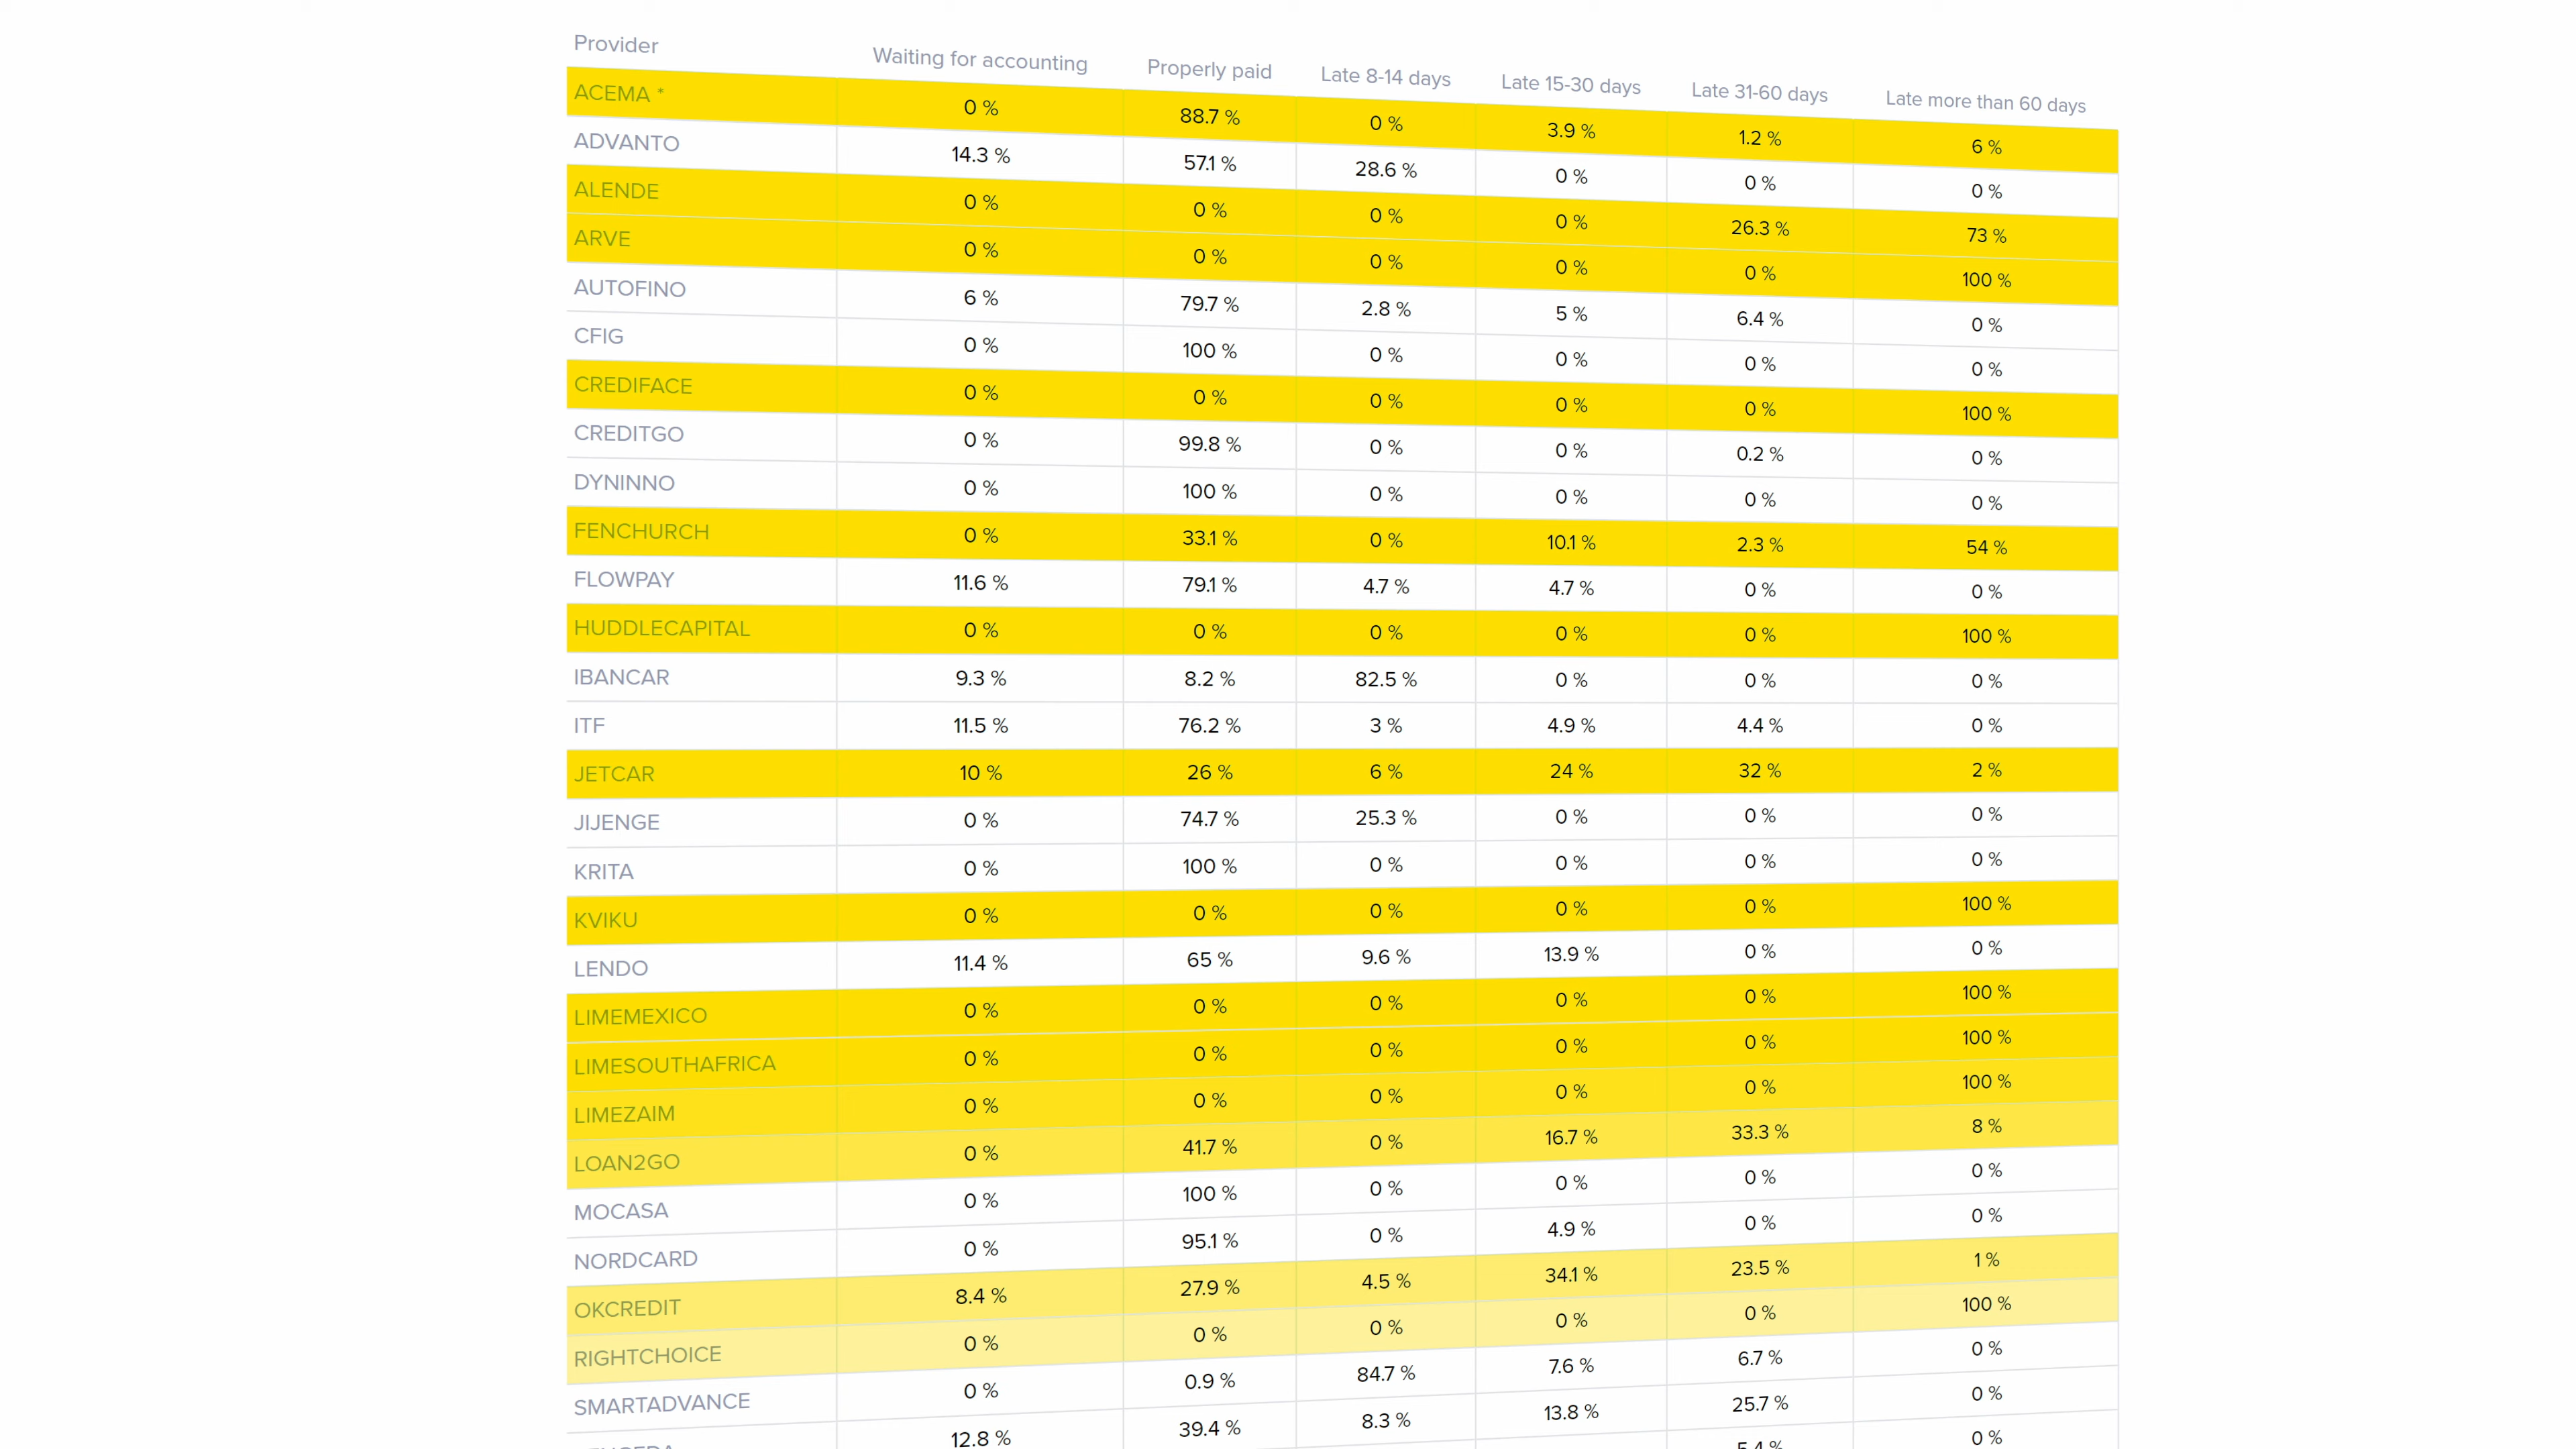 Provider Waiting for accounting Properly paid Late 8-14 days Late 15-30 days Late 31-60 days Late more than 60 days
ACEMA * 0 % 88.7 % 0 % 3.9 % 1.2 % 6 %
ADVANTO 14.3 % 57.1 % 28.6 % 0 % 0 % 0 %
ALENDE 0 % 0 % 0 % 0 % 26.3 % 73 %
ARVE 0 % 0 % 0 % 0 % 0 % 100 %
AUTOFINO 6 % 79.7 % 2.8 % 5 % 6.4 % 0 %
CFIG 0 % 100 % 0 % 0 % 0 % 0 %
CREDIFACE 0 % 0 % 0 % 0 % 0 % 100 %
CREDITGO 0 % 99.8 % 0 % 0 % 0.2 % 0 %
DYNINNO 0 % 100 % 0 % 0 % 0 % 0 %
FENCHURCH 0 % 33.1 % 0 % 10.1 % 2.3 % 54 %
FLOWPAY 11.6 % 79.1 % 4.7 % 4.7 % 0 % 0 %
HUDDLECAPITAL 0 % 0 % 0 % 0 % 0 % 100 %
IBANCAR 9.3 % 8.2 % 82.5 % 0 % 0 % 0 %
ITF 11.5 % 76.2 % 3 % 4.9 % 4.4 % 0 %
JETCAR 10 % 26 % 6 % 24 % 32 % 2 %
JIJENGE 0 % 74.7 % 25.3 % 0 % 0 % 0 %
KRITA 0 % 100 % 0 % 0 % 0 % 0 %
KVIKU 0 % 0 % 0 % 0 % 0 % 100 %
LENDO 11.4 % 65 % 9.6 % 13.9 % 0 % 0 %
LIMEMEXICO 0 % 0 % 0 % 0 % 0 % 100 %
LIMESOUTHAFRICA 0 % 0 % 0 % 0 % 0 % 100 %
LIMEZAIM 0 % 0 % 0 % 0 % 0 % 100 %
LOAN2GO 0 % 41.7 % 0 % 16.7 % 33.3 % 8 %
MOCASA 0 % 100 % 0 % 0 % 0 % 0 %
NORDCARD 0 % 95.1 % 0 % 4.9 % 0 % 0 %
OKCREDIT 8.4 % 27.9 % 4.5 % 34.1 % 23.5 % 1 %
RIGHTCHOICE 0 % 0 % 0 % 0 % 0 % 100 %
SMARTADVANCE 0 % 0.9 % 84.7 % 7.6 % 6.7 % 0 %
12.8 % 39.4 % 8.3 % 13.8 % 25.7 % 0 %
0 %